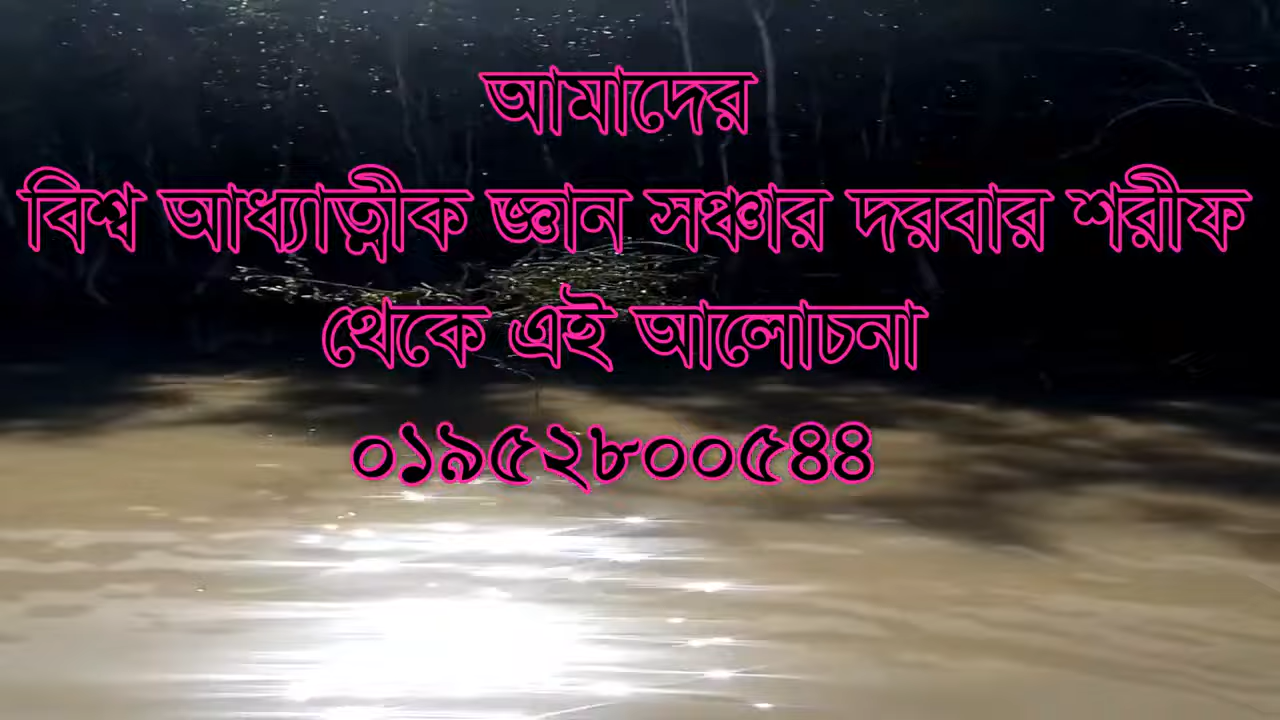 আমাদের
বিশ্ব আধ্যাত্নীক জ্ঞান সঞ্চার দরবার শরীফ
থেকে এই আলোচনা
০১৯৫২৮০০৫৪৪